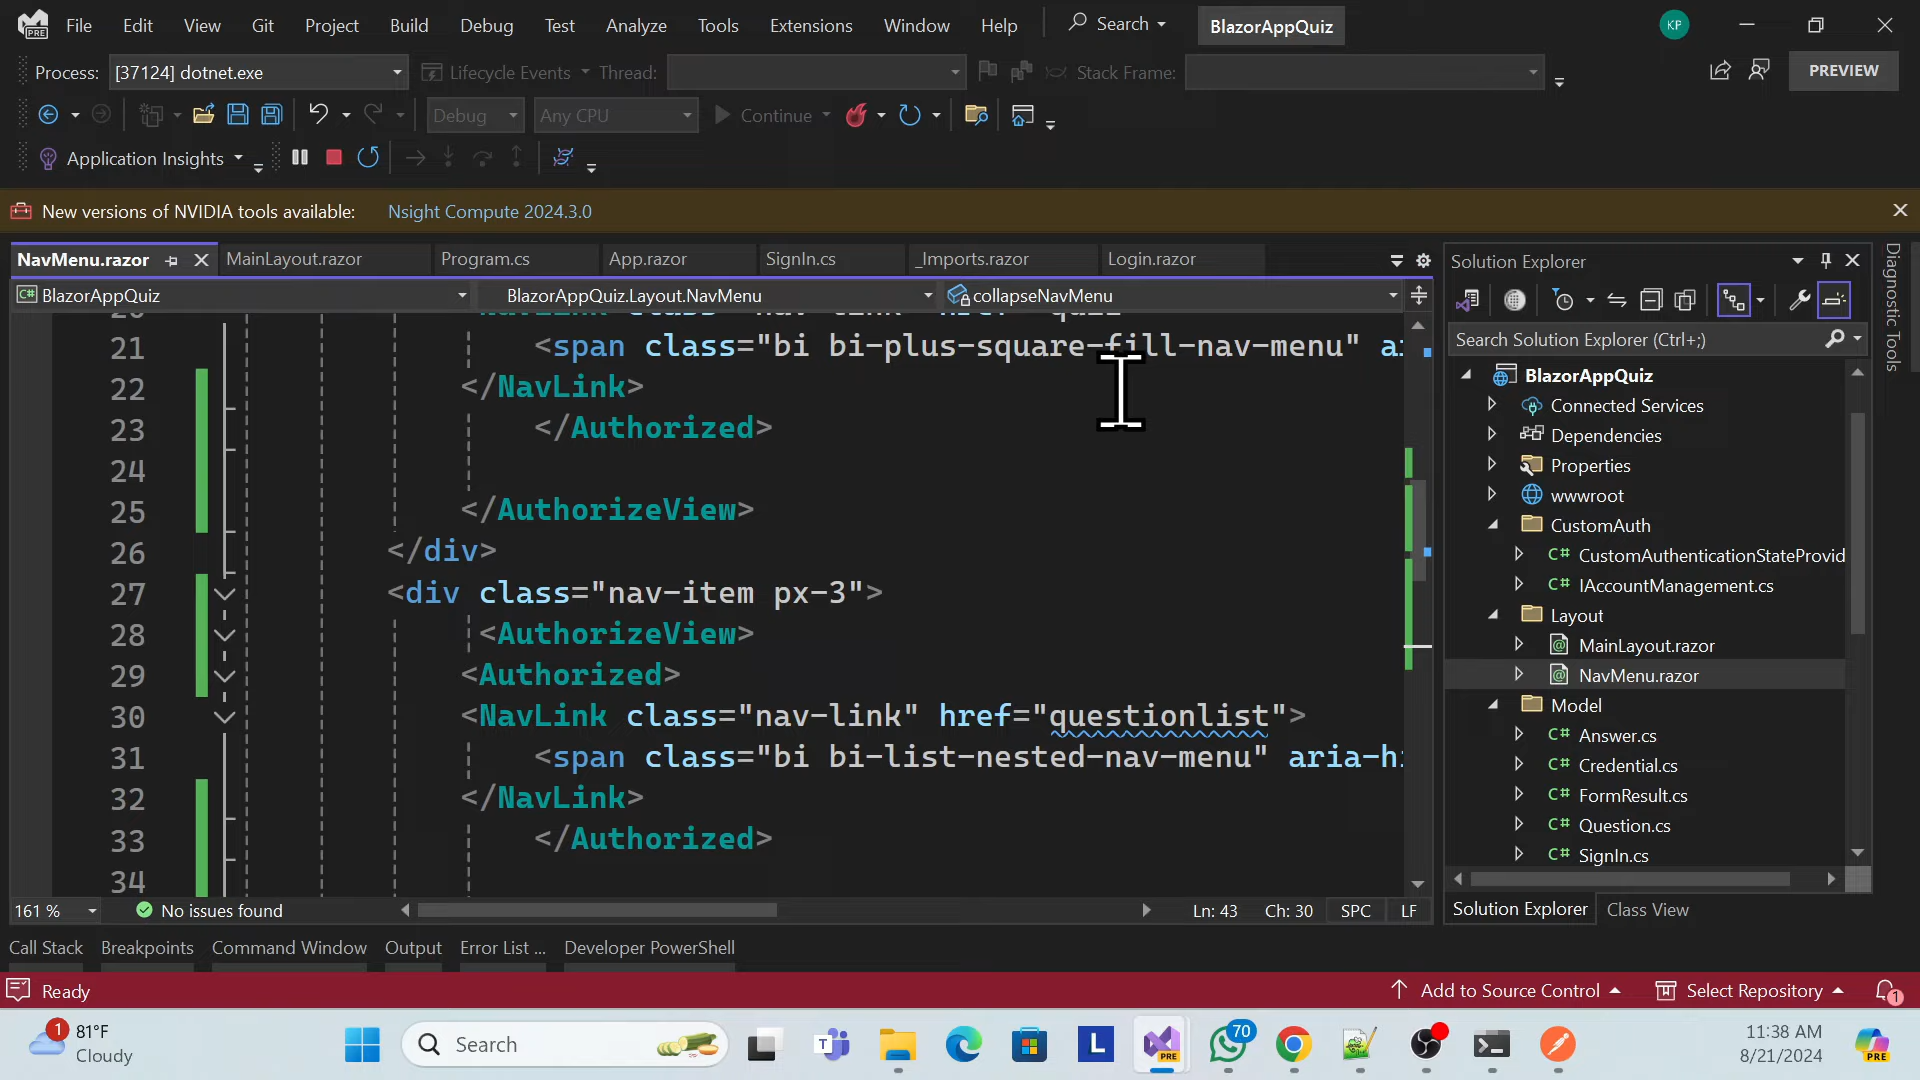 File Edit View Git Project Build Debug Test Analyze Tools Extensions Window Help Search BlazorAppQuiz KP
Process: [37124] dotnet.exe Lifecycle Events Thread: Stack Frame: PREVIEW
Debug Any CPU Continue
Application Insights
New versions of NVIDIA tools available: Nsight Compute 2024.3.0
NavMenu.razor MainLayout.razor Program.cs App.razor SignIn.cs _Imports.razor Login.razor
BlazorAppQuiz BlazorAppQuiz.Layout.NavMenu collapseNavMenu
21 <span class="bi bi-plus-square-fill-nav-menu" ar
22 </NavLink>
23 </Authorized>
24
25 </AuthorizeView>
26 </div>
27 <div class="nav-item px-3">
28 <AuthorizeView>
29 <Authorized>
30 <NavLink class="nav-link" href="questionlist">
31 <span class="bi bi-list-nested-nav-menu" aria-hi
32 </NavLink>
33 </Authorized>
34
161 % No issues found Ln: 43 Ch: 30 SPC LF
Solution Explorer
Search Solution Explorer (Ctrl+;)
BlazorAppQuiz
Connected Services
Dependencies
Properties
wwwroot
CustomAuth
C# CustomAuthenticationStateProvid
C# IAccountManagement.cs
Layout
MainLayout.razor
NavMenu.razor
Model
C# Answer.cs
C# Credential.cs
C# FormResult.cs
C# Question.cs
C# SignIn.cs
Solution Explorer Class View
Diagnostic Tools
Call Stack Breakpoints Command Window Output Error List ... Developer PowerShell
Ready Add to Source Control Select Repository 1
1 81°F
Cloudy
Search
70
11:38 AM
8/21/2024
PRE